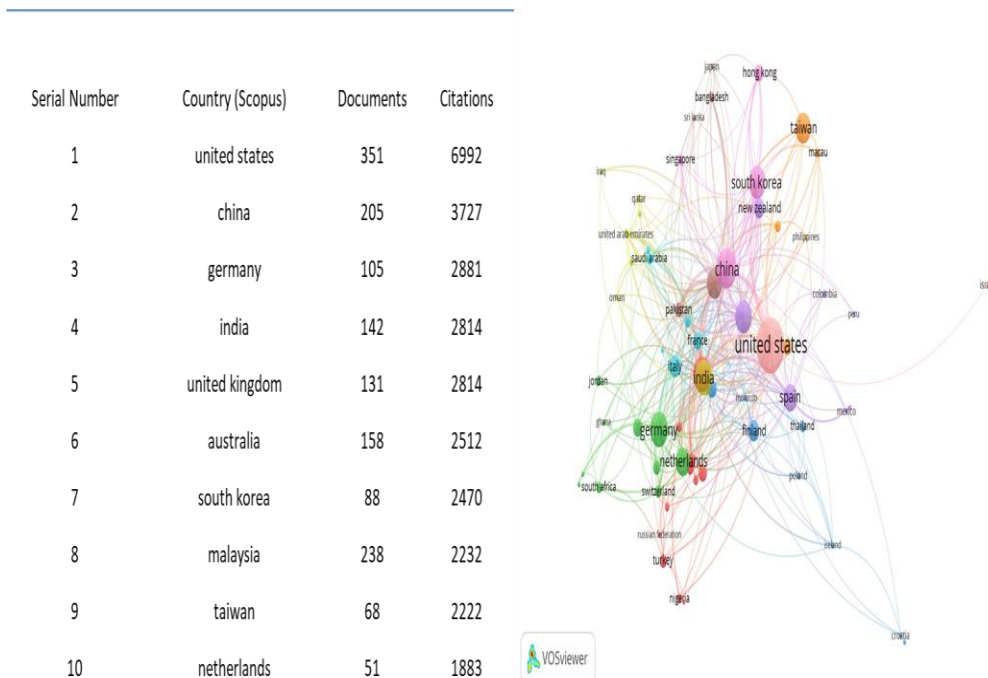 Serial Number Country (Scopus) Documents Citations
1 united states 351 6992
2 china 205 3727
3 germany 105 2881
4 india 142 2814
5 united kingdom 131 2814
6 australia 158 2512
7 south korea 88 2470
8 malaysia 238 2232
9 taiwan 68 2222
10 netherlands 51 1883
japan
hong kong
bangladesh
sri lanka
taiwan
macau
singapore
iraq
south korea
qatar
new zealand
united arab emirates
philippines
saudi arabia
china
isra
oman
colombia
pakistan
peru
france
united states
italy
india
jordan
morocco
spain
mexico
ghana
germany
finland
thailand
netherlands
poland
south africa
switzerland
russian federation
ireland
turkey
nigeria
croatia
VOSviewer